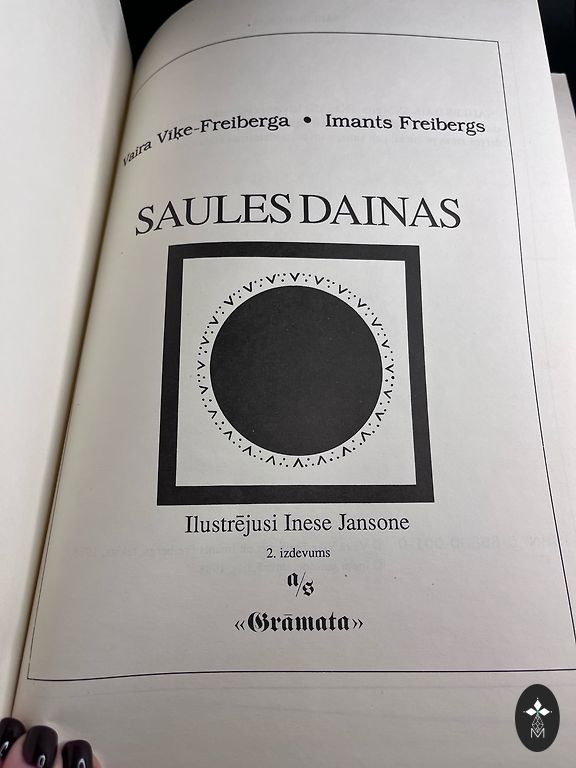 Vaira Vīķe-Freiberga • Imants Freibergs
SAULES DAINAS
Ilustrējusi Inese Jansone
2. izdevums
a/s
«Grāmata»
M